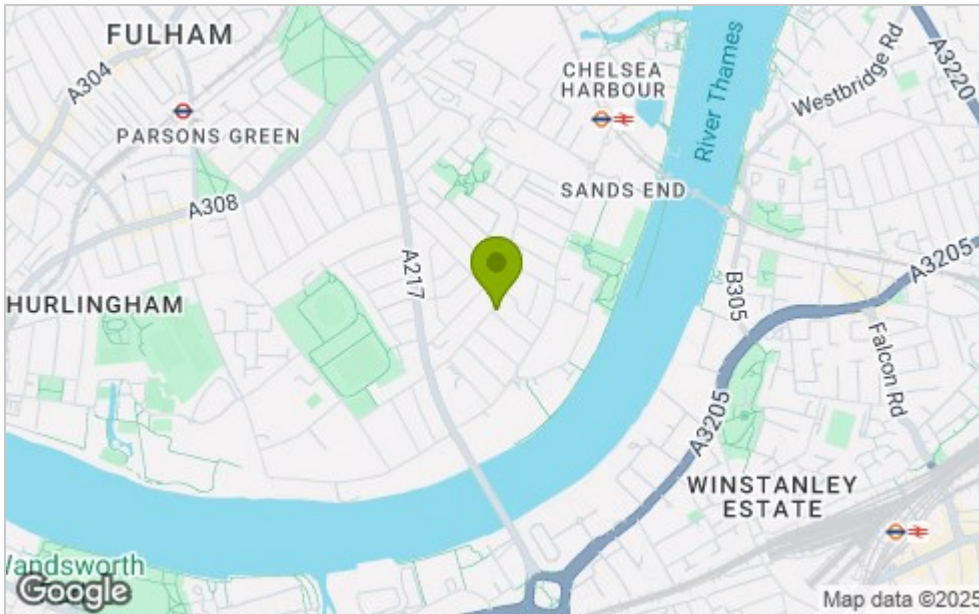 FULHAM
A304
PARSONS GREEN
A308
HURLINGHAM
A217
CHELSEA
HARBOUR
SANDS END
River Thames
Westbridge Rd
A3220
A3205
B305
Falcon Rd
A3205
WINSTANLEY
ESTATE
Wandsworth
Google
Map data ©2025